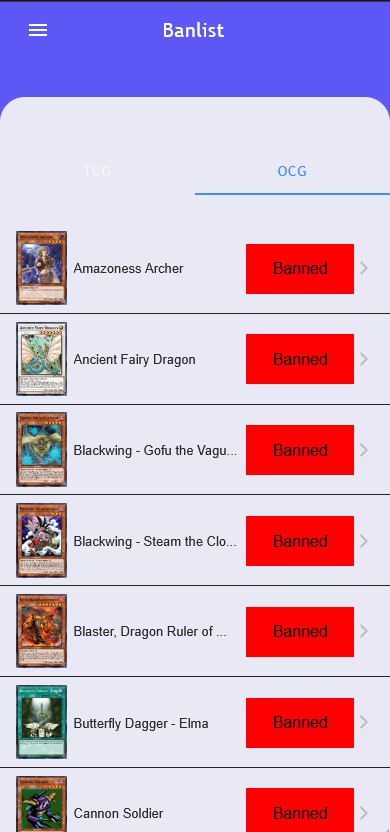 Banlist
TCG
OCG
Amazoness Archer
Banned
Ancient Fairy Dragon
Banned
Blackwing - Gofu the Vagu...
Banned
Blackwing - Steam the Clo...
Banned
Blaster, Dragon Ruler of ...
Banned
Butterfly Dagger - Elma
Banned
Cannon Soldier
Banned